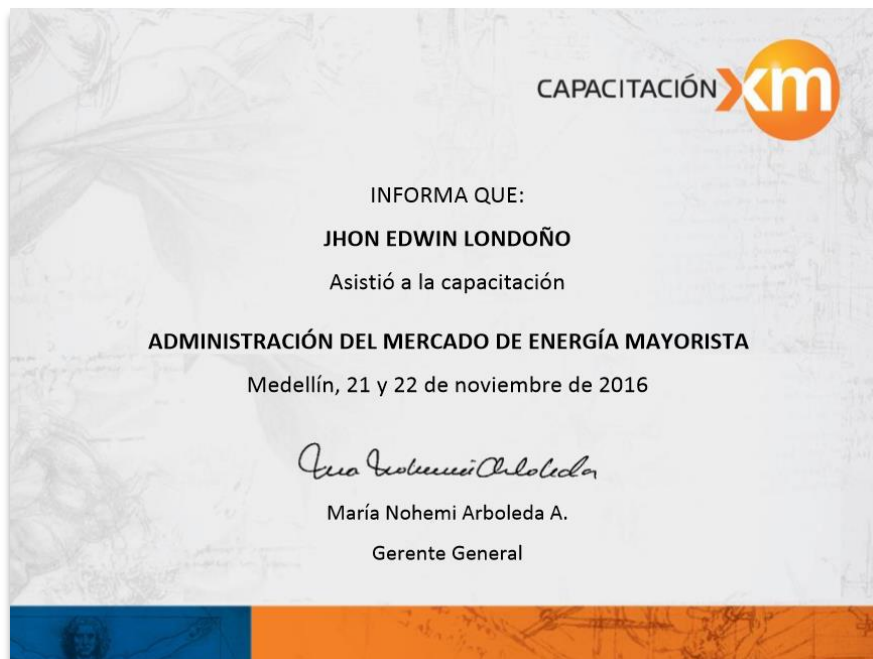 CAPACITACIÓN xm
INFORMA QUE:
JHON EDWIN LONDOÑO
Asistió a la capacitación
ADMINISTRACIÓN DEL MERCADO DE ENERGÍA MAYORISTA
Medellín, 21 y 22 de noviembre de 2016
María Nohemi Arboleda A.
Gerente General